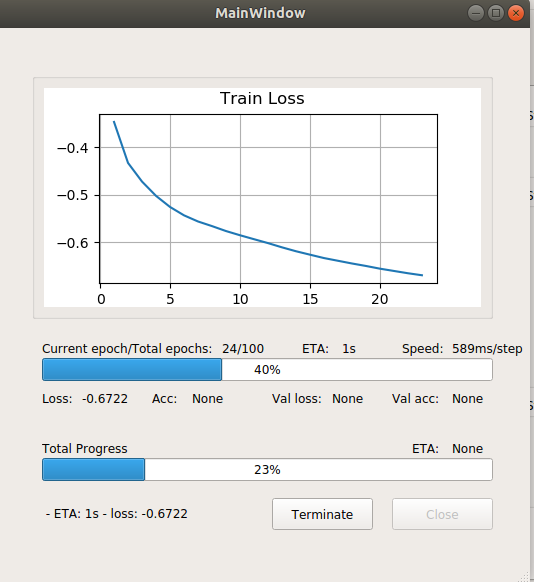 MainWindow
Train Loss
−0.4
−0.5
−0.6
0 5 10 15 20
Current epoch/Total epochs: 24/100 ETA: 1s Speed: 589ms/step
40%
Loss: -0.6722 Acc: None Val loss: None Val acc: None
Total Progress ETA: None
23%
- ETA: 1s - loss: -0.6722 Terminate Close